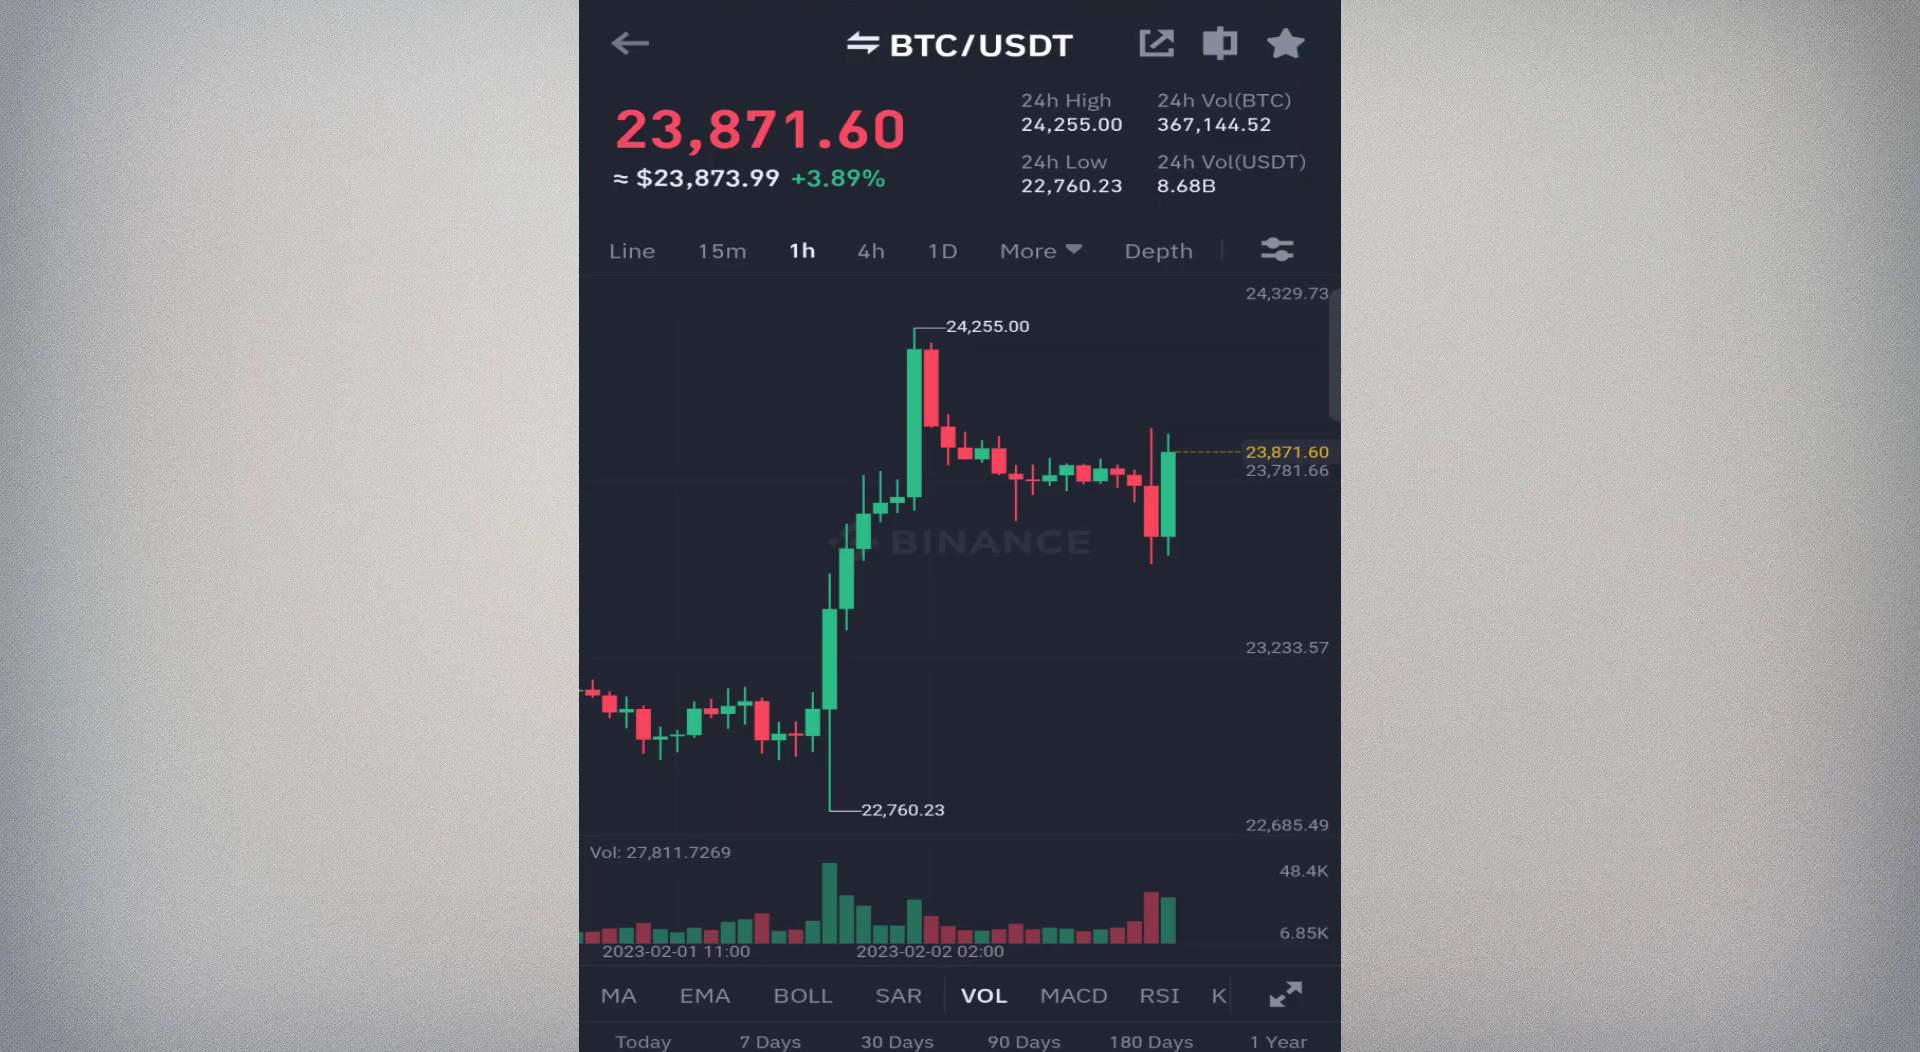 BTC/USDT
23,871.60
≈ $23,873.99 +3.89%
24h High
24,255.00
24h Vol(BTC)
367,144.52
24h Low
22,760.23
24h Vol(USDT)
8.68B
Line 15m 1h 4h 1D More Depth
24,329.73
24,255.00
23,871.60
23,781.66
BINANCE
23,233.57
22,760.23
22,685.49
Vol: 27,811.7269
48.4K
6.85K
2023-02-01 11:00 2023-02-02 02:00
MA EMA BOLL SAR VOL MACD RSI K
Today 7 Days 30 Days 90 Days 180 Days 1 Year